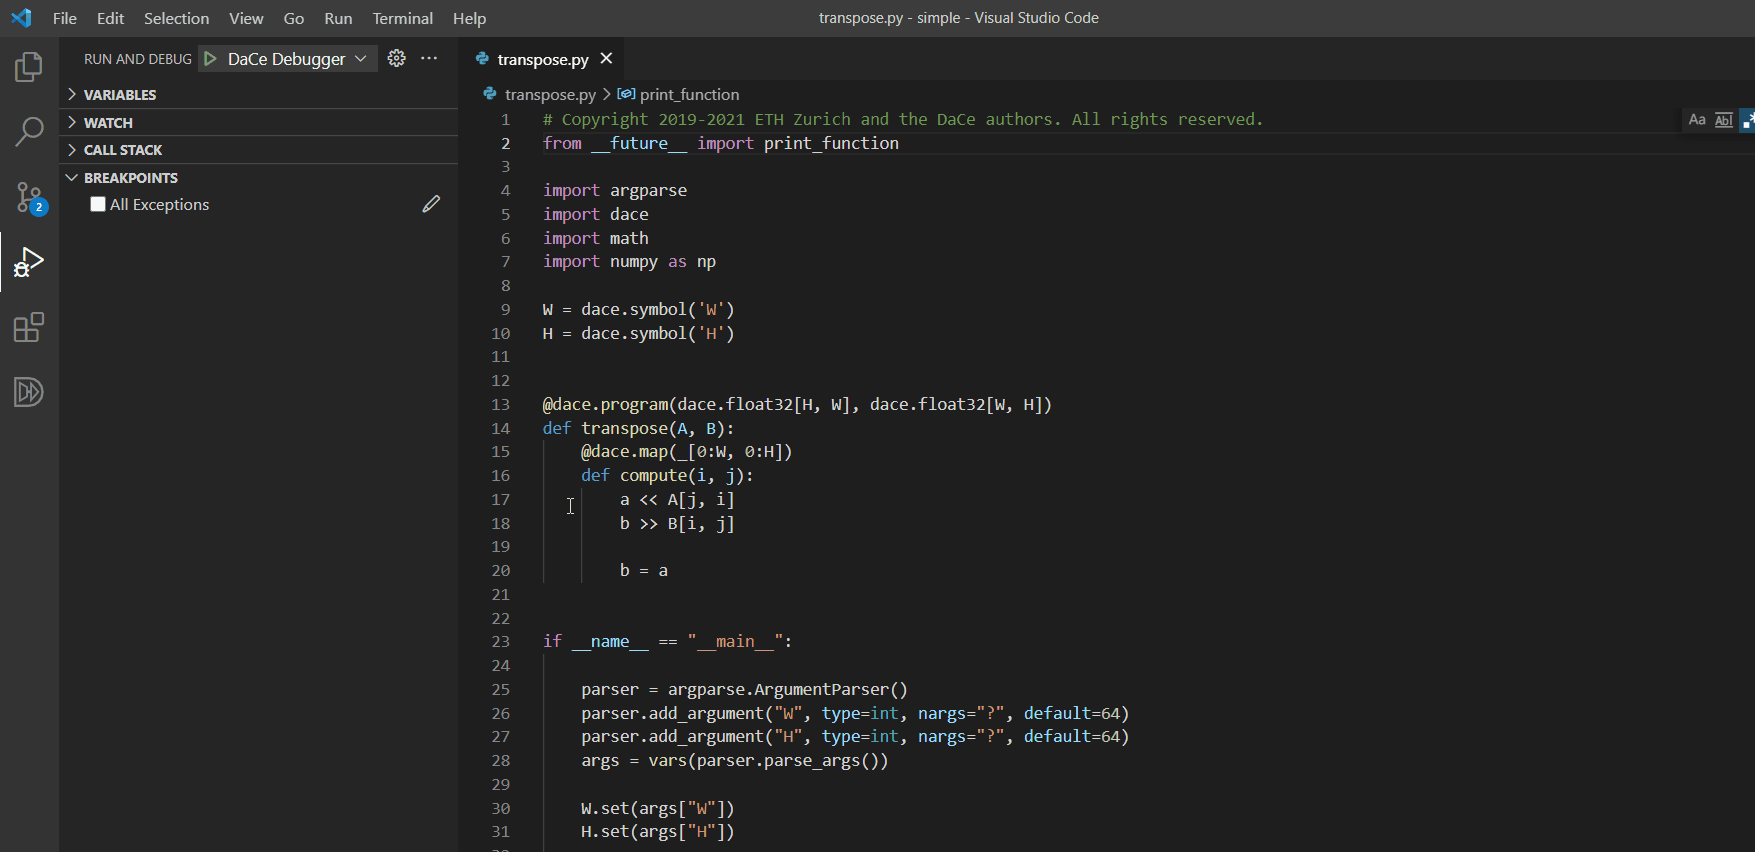 File Edit Selection View Go Run Terminal Help
transpose.py - simple - Visual Studio Code
RUN AND DEBUG DaCe Debugger
VARIABLES
WATCH
CALL STACK
BREAKPOINTS
All Exceptions
2
transpose.py
transpose.py > print_function
Aa Abl
1 # Copyright 2019-2021 ETH Zurich and the DaCe authors. All rights reserved.
2 from __future__ import print_function
3
4 import argparse
5 import dace
6 import math
7 import numpy as np
8
9 W = dace.symbol('W')
10 H = dace.symbol('H')
11
12
13 @dace.program(dace.float32[H, W], dace.float32[W, H])
14 def transpose(A, B):
15 @dace.map(_[0:W, 0:H])
16 def compute(i, j):
17 a << A[j, i]
18 b >> B[i, j]
19
20 b = a
21
22
23 if __name__ == "__main__":
24
25 parser = argparse.ArgumentParser()
26 parser.add_argument("W", type=int, nargs="?", default=64)
27 parser.add_argument("H", type=int, nargs="?", default=64)
28 args = vars(parser.parse_args())
29
30 W.set(args["W"])
31 H.set(args["H"])